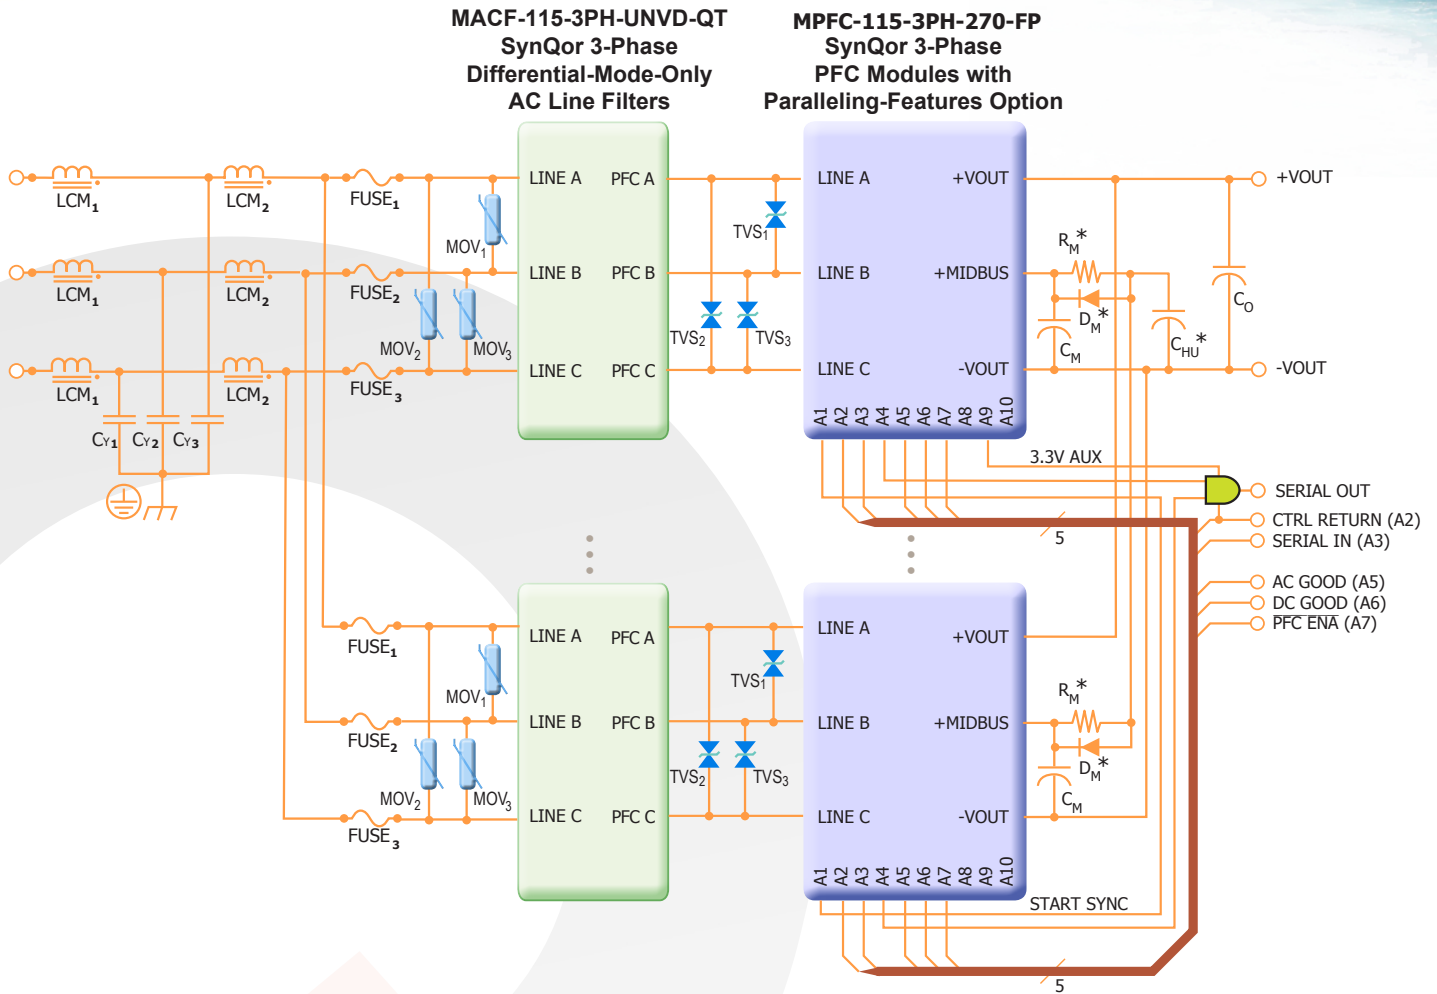 MACF-115-3PH-UNVD-QT
SynQor 3-Phase
Differential-Mode-Only
AC Line Filters
MPFC-115-3PH-270-FP
SynQor 3-Phase
PFC Modules with
Paralleling-Features Option
LCM1
LCM2
FUSE1
MOV1
LINE A
PFC A
TVS1
LINE A
+VOUT
+VOUT
LCM1
LCM2
FUSE2
MOV2
MOV3
LINE B
PFC B
TVS2
TVS3
LINE B
+MIDBUS
RM*
DM*
CM
CHU*
CO
LCM1
LCM2
FUSE3
LINE C
PFC C
LINE C
-VOUT
-VOUT
CY1
CY2
CY3
A1
A2
A3
A4
A5
A6
A7
A8
A9
A10
3.3V AUX
5
SERIAL OUT
CTRL RETURN (A2)
SERIAL IN (A3)
AC GOOD (A5)
DC GOOD (A6)
PFC ENA (A7)
FUSE1
MOV1
LINE A
PFC A
TVS1
LINE A
+VOUT
FUSE2
MOV2
MOV3
LINE B
PFC B
TVS2
TVS3
LINE B
+MIDBUS
RM*
DM*
CM
FUSE3
LINE C
PFC C
LINE C
-VOUT
A1
A2
A3
A4
A5
A6
A7
A8
A9
A10
START SYNC
5